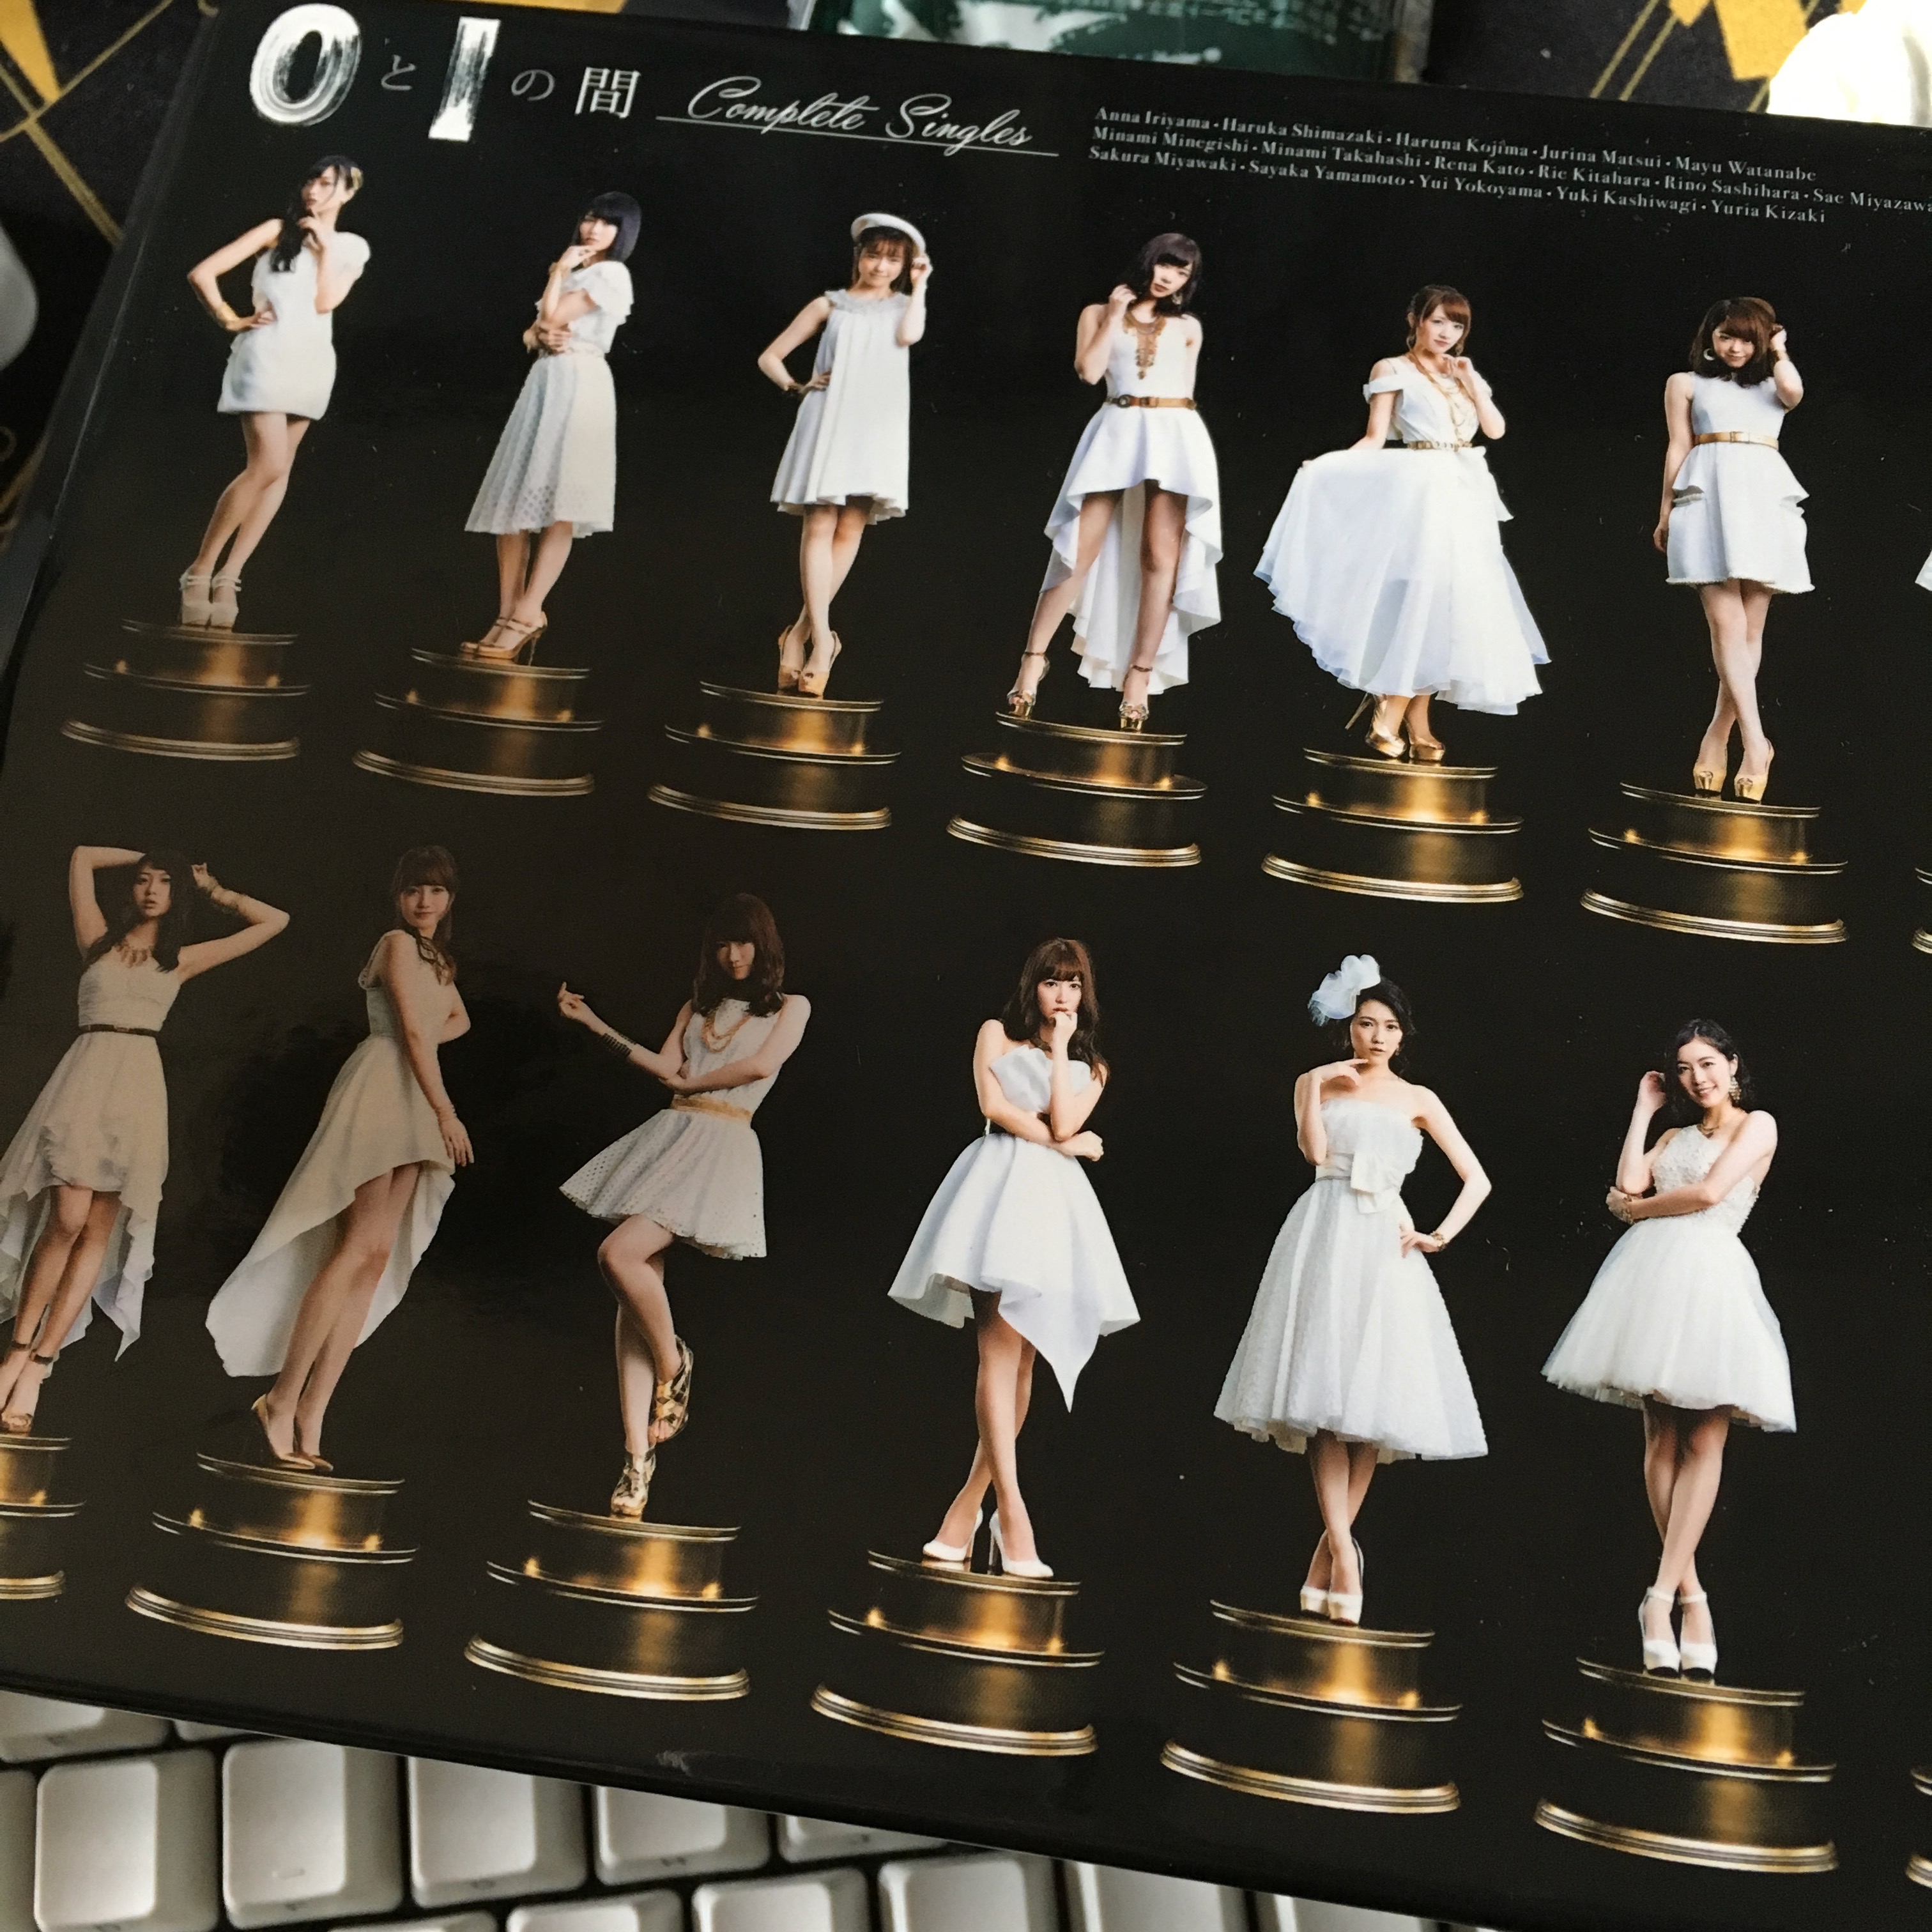 0と1の間 Complete Singles
Anna Iriyama • Haruka Shimazaki • Haruna Kojima • Jurina Matsui • Mayu Watanabe
Minami Minegishi • Minami Takahashi • Rena Kato • Rie Kitahara • Rino Sashihara • Sae Miyazawa
Sakura Miyawaki • Sayaka Yamamoto • Yui Yokoyama • Yuki Kashiwagi • Yuria Kizaki